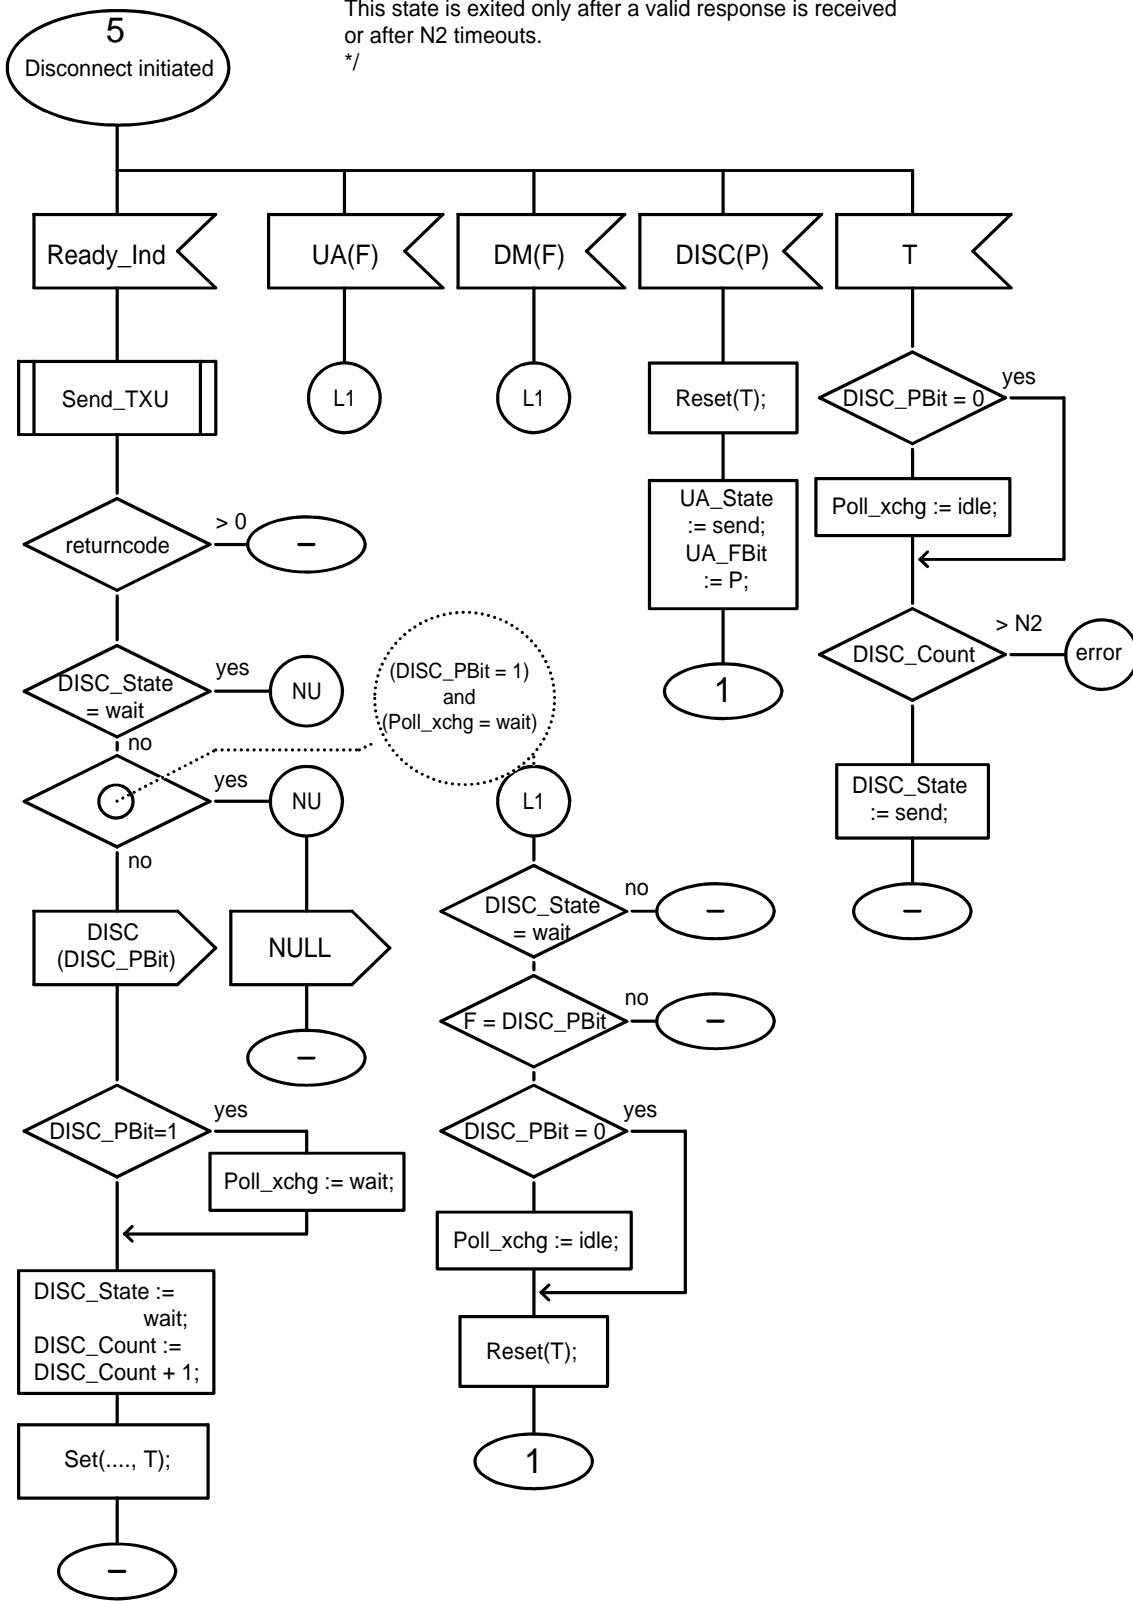 This state is exited only after a valid response is received
or after N2 timeouts.
*/
5
Disconnect initiated
Ready_Ind
UA(F)
DM(F)
DISC(P)
T
Send_TXU
L1
L1
Reset(T);
DISC_PBit = 0
yes
Poll_xchg := idle;
UA_State
:= send;
UA_FBit
:= P;
returncode
> 0
–
DISC_Count
> N2
error
1
DISC_State
:= send;
–
DISC_State
= wait
yes
NU
no
(DISC_PBit = 1)
and
(Poll_xchg = wait)
yes
NU
no
DISC
(DISC_PBit)
NULL
–
DISC_PBit=1
yes
Poll_xchg := wait;
DISC_State :=
wait;
DISC_Count :=
DISC_Count + 1;
Set(...., T);
–
L1
DISC_State
= wait
no
–
F = DISC_PBit
no
–
DISC_PBit = 0
yes
Poll_xchg := idle;
Reset(T);
1